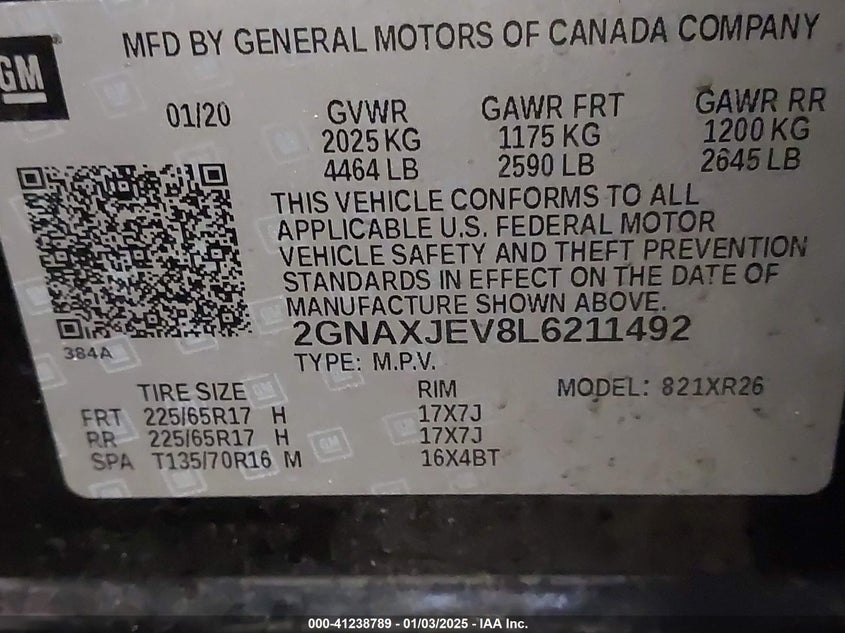 MFD BY GENERAL MOTORS OF CANADA COMPANY
GM
01/20 GVWR GAWR FRT GAWR RR
2025 KG 1175 KG 1200 KG
4464 LB 2590 LB 2645 LB
THIS VEHICLE CONFORMS TO ALL
APPLICABLE U.S. FEDERAL MOTOR
VEHICLE SAFETY AND THEFT PREVENTION
STANDARDS IN EFFECT ON THE DATE OF
MANUFACTURE SHOWN ABOVE.
2GNAXJEV8L6211492
384A
TYPE: M.P.V.
TIRE SIZE RIM MODEL: 821XR26
FRT 225/65R17 H 17X7J
RR 225/65R17 H 17X7J
SPA T135/70R16 M 16X4BT
000-41238789 - 01/03/2025 - IAA Inc.